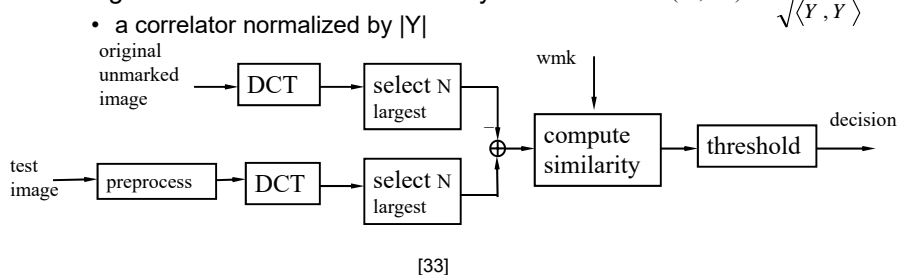 √⟨Y , Y⟩
• a correlator normalized by |Y|
original
unmarked
image
DCT
select N
largest
wmk
–
⊕
compute
similarity
threshold
decision
test
image
preprocess
DCT
select N
largest
[33]